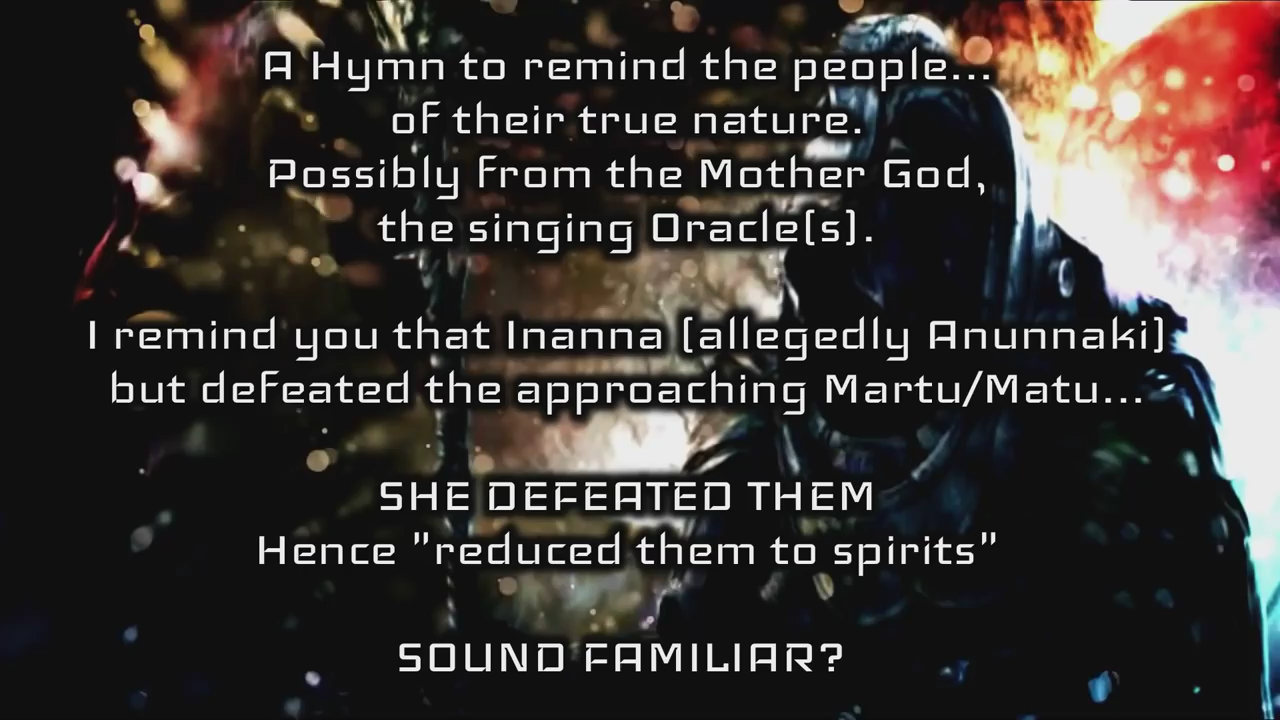 A Hymn to remind the people...
of their true nature.
Possibly from the Mother God,
the singing Oracle(s).
I remind you that Inanna (allegedly Anunnaki)
but defeated the approaching Martu/Matu...
SHE DEFEATED THEM
Hence "reduced them to spirits"
SOUND FAMILIAR?